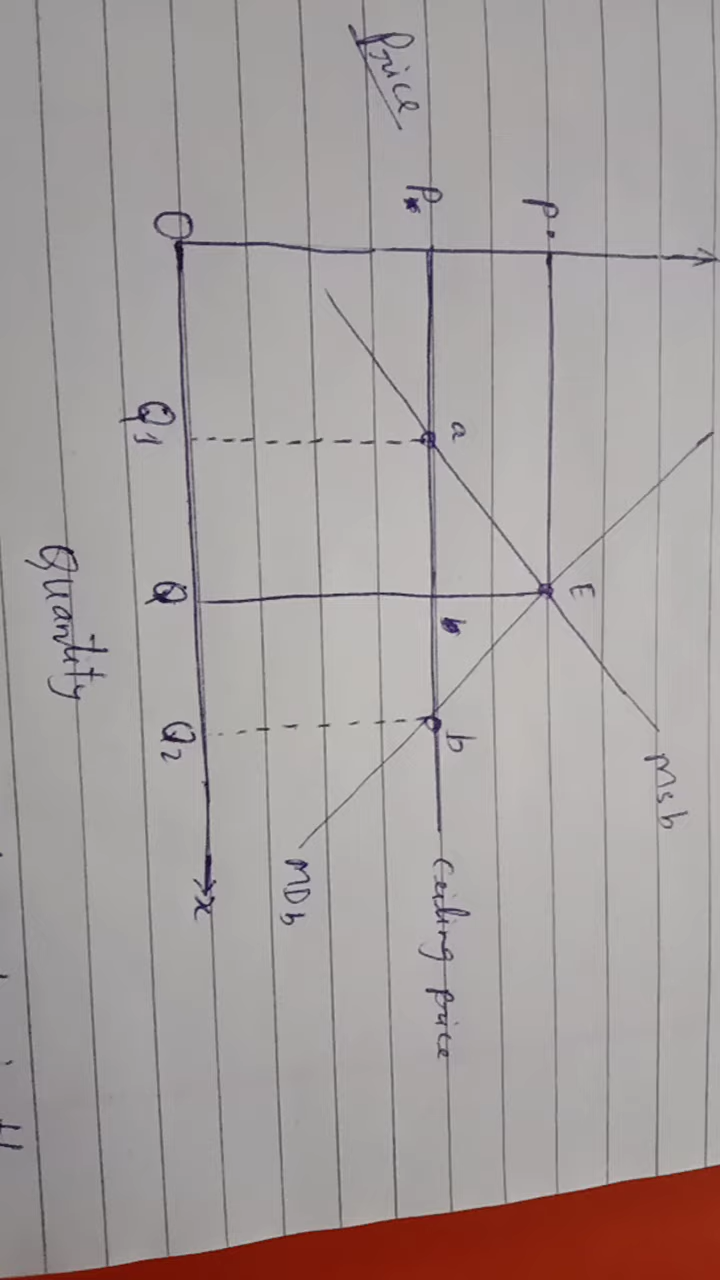 Price
P.
E
MSb
P*
a
b
b
Ceiling price
MDb
O
Q1
Q
Q2
x
Quantity